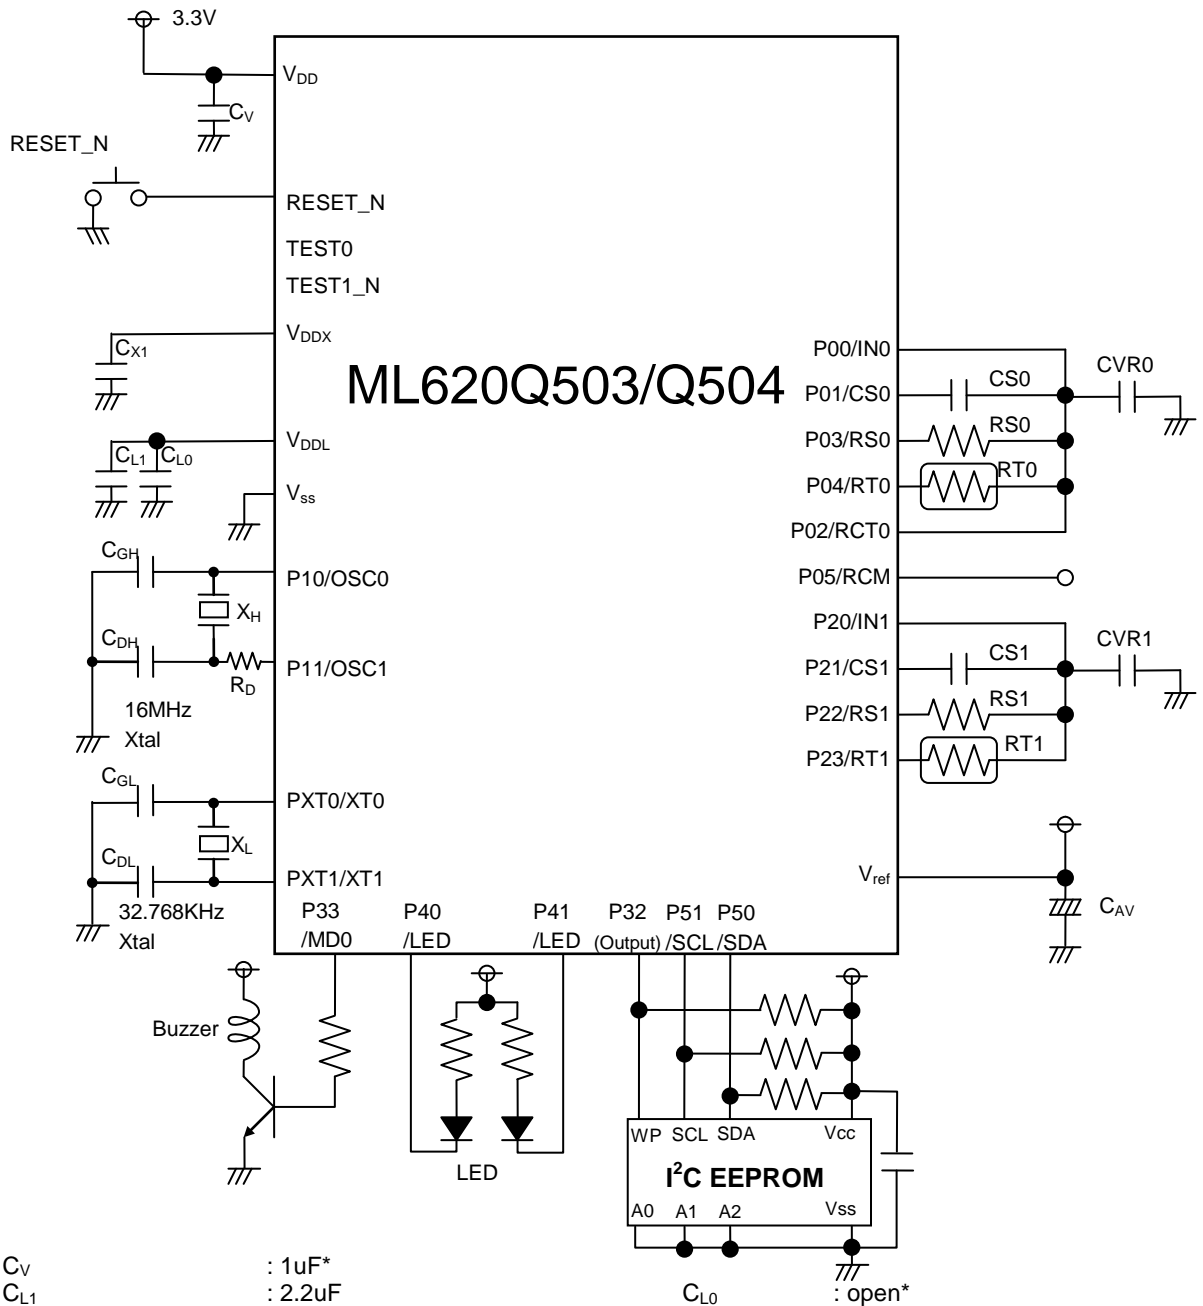 3.3V
VDD
CV
RESET_N
RESET_N
TEST0
TEST1_N
VDDX
CX1
ML620Q503/Q504
P00/IN0
P01/CS0
CS0
CVR0
P03/RS0
RS0
P04/RT0
RT0
P02/RCT0
VDDL
CL1
CL0
Vss
CGH
P10/OSC0
XH
CDH
P11/OSC1
RD
16MHz
Xtal
P05/RCM
P20/IN1
P21/CS1
CS1
CVR1
P22/RS1
RS1
P23/RT1
RT1
CGL
PXT0/XT0
XL
CDL
PXT1/XT1
32.768KHz
Xtal
Vref
CAV
P33
/MD0
P40
/LED
P41
/LED
P32
(Output)
P51
/SCL
P50
/SDA
Buzzer
LED
WP SCL SDA Vcc
I2C EEPROM
A0 A1 A2 Vss
CV : 1uF*
CL1 : 2.2uF CL0 : open*